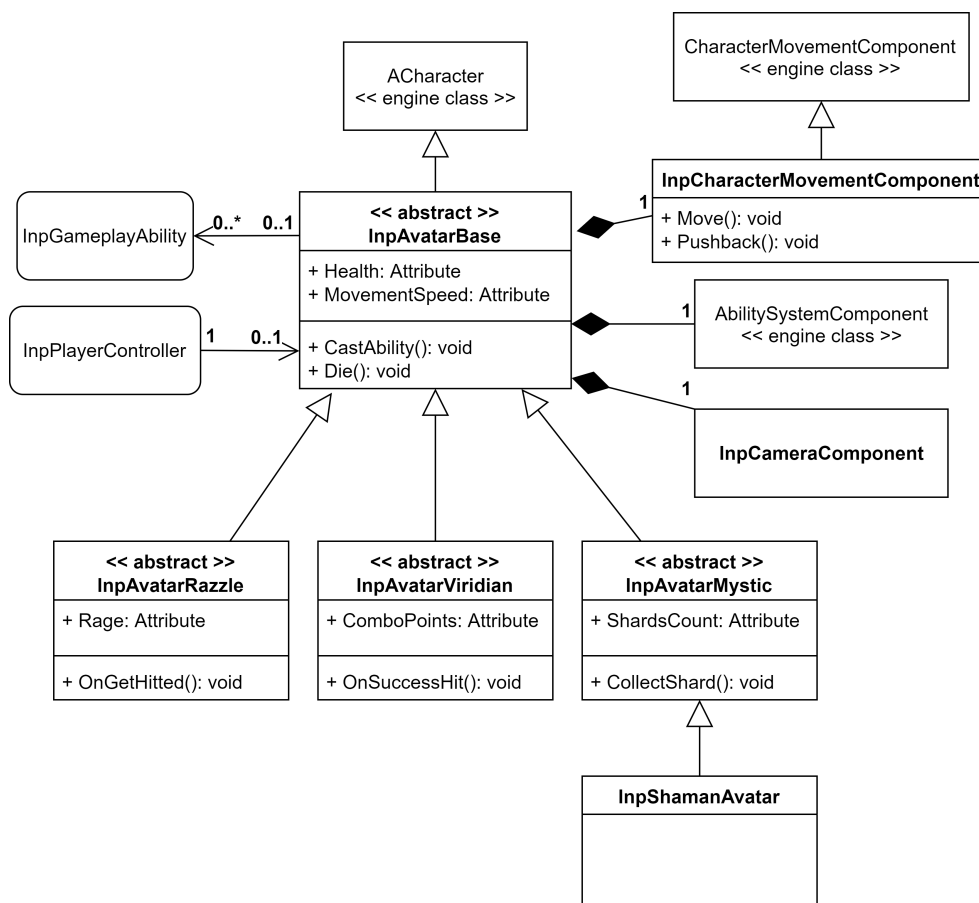 CharacterMovementComponent
<< engine class >>
ACharacter
<< engine class >>
InpCharacterMovementComponent
+ Move(): void
+ Pushback(): void
1
<< abstract >>
InpAvatarBase
+ Health: Attribute
+ MovementSpeed: Attribute
+ CastAbility(): void
+ Die(): void
InpGameplayAbility
0..*
0..1
InpPlayerController
1
0..1
1
AbilitySystemComponent
<< engine class >>
1
InpCameraComponent
<< abstract >>
InpAvatarRazzle
+ Rage: Attribute
+ OnGetHitted(): void
<< abstract >>
InpAvatarViridian
+ ComboPoints: Attribute
+ OnSuccessHit(): void
<< abstract >>
InpAvatarMystic
+ ShardsCount: Attribute
+ CollectShard(): void
InpShamanAvatar